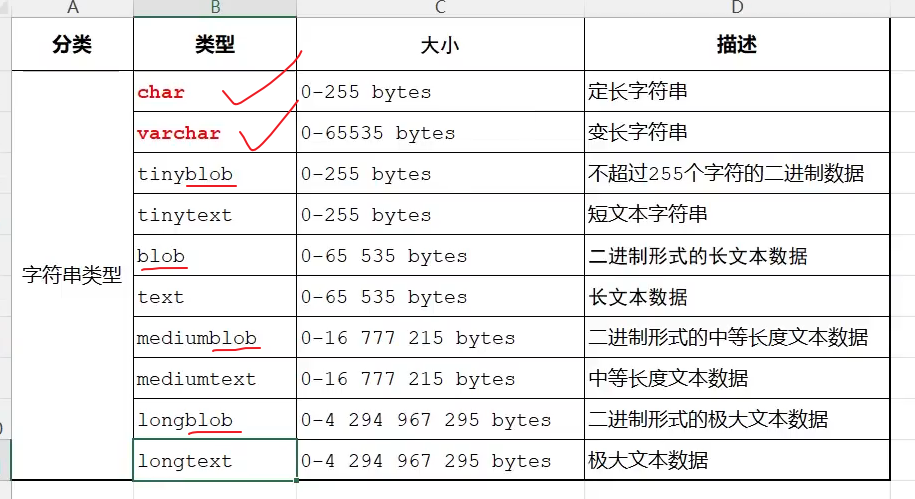 A B C D
分类 类型 大小 描述
char 0-255 bytes 定长字符串
varchar 0-65535 bytes 变长字符串
tinyblob 0-255 bytes 不超过255个字符的二进制数据
tinytext 0-255 bytes 短文本字符串
字符串类型 blob 0-65 535 bytes 二进制形式的长文本数据
text 0-65 535 bytes 长文本数据
mediumblob 0-16 777 215 bytes 二进制形式的中等长度文本数据
mediumtext 0-16 777 215 bytes 中等长度文本数据
longblob 0-4 294 967 295 bytes 二进制形式的极大文本数据
longtext 0-4 294 967 295 bytes 极大文本数据